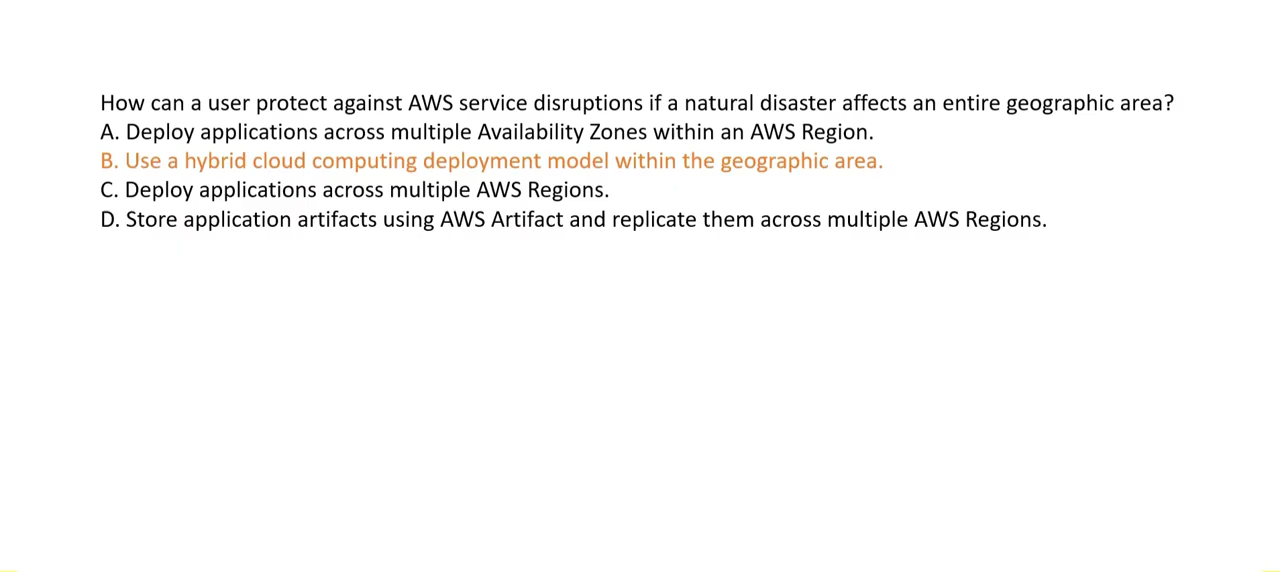 How can a user protect against AWS service disruptions if a natural disaster affects an entire geographic area?
A. Deploy applications across multiple Availability Zones within an AWS Region.
B. Use a hybrid cloud computing deployment model within the geographic area.
C. Deploy applications across multiple AWS Regions.
D. Store application artifacts using AWS Artifact and replicate them across multiple AWS Regions.